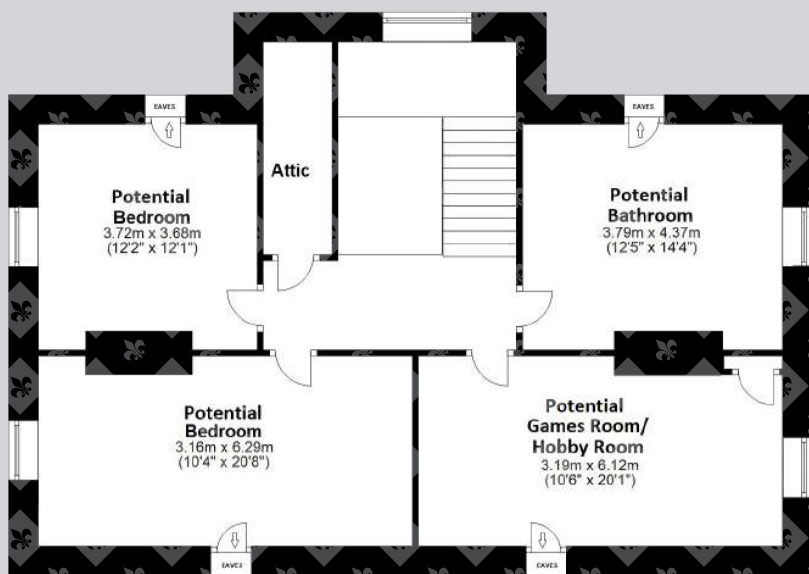 EAVES
EAVES
Attic
Potential
Bedroom
3.72m x 3.68m
(12'2" x 12'1")
Potential
Bathroom
3.79m x 4.37m
(12'5" x 14'4")
Potential
Bedroom
3.16m x 6.29m
(10'4" x 20'8")
Potential
Games Room/
Hobby Room
3.19m x 6.12m
(10'6" x 20'1")
EAVES
EAVES